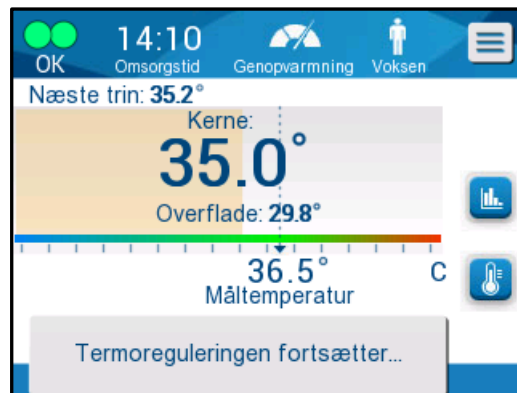 14:10
OK Omsorgstid Genopvarmning Voksen
Næste trin: 35.2°
Kerne:
35.0°
Overflade: 29.8°
36.5° C
Måltemperatur
Termoreguleringen fortsætter...